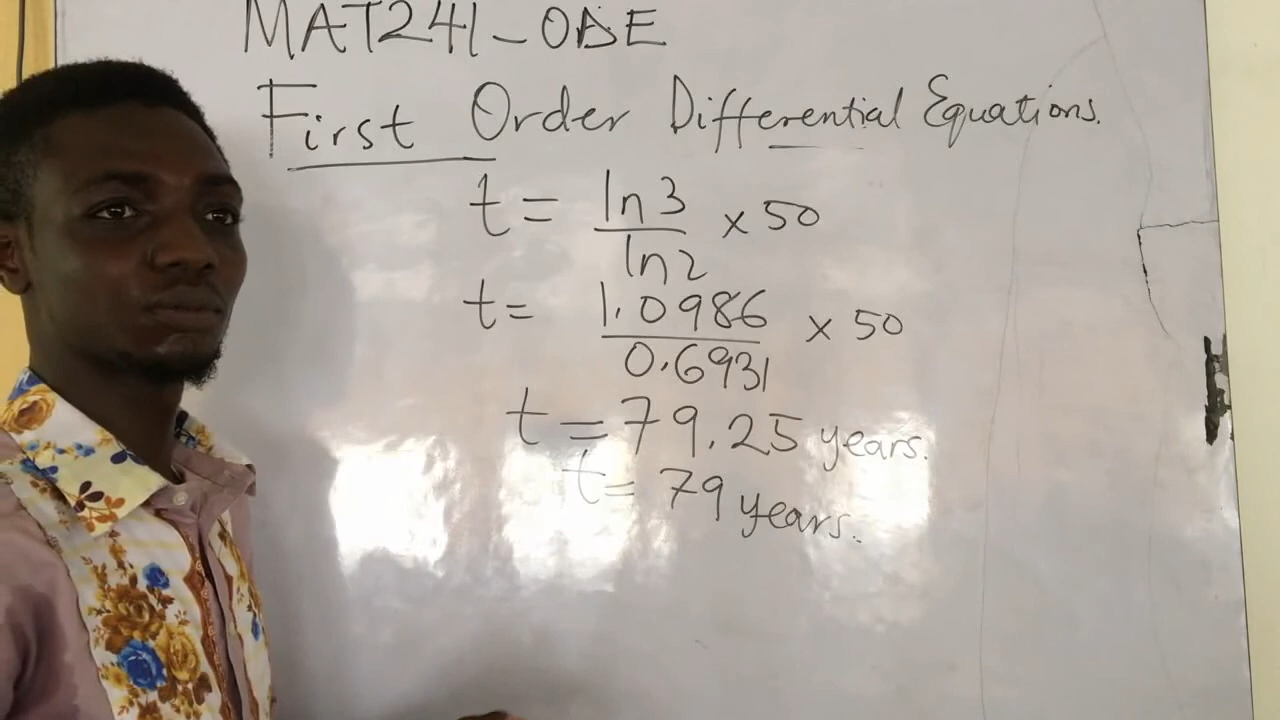 MAT241-ODE
First Order Differential Equations.
t = ln3/ln2 × 50
t = 1.0986/0.6931 × 50
t = 79.25 years.
t = 79 years.